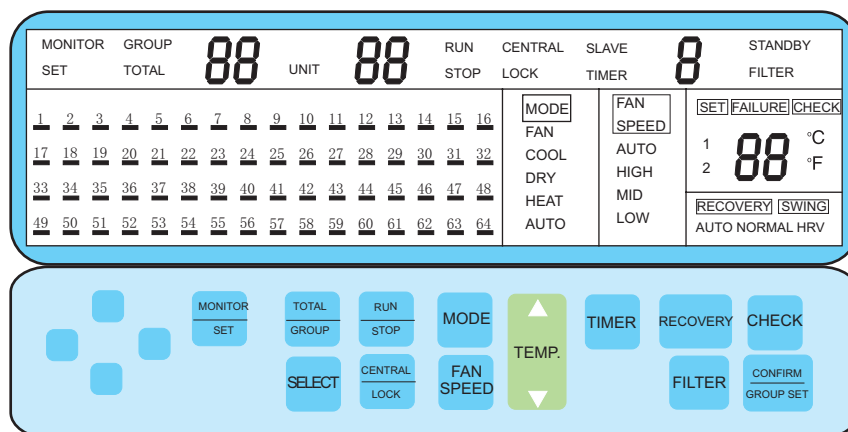 MONITOR GROUP 88 UNIT 88 RUN CENTRAL SLAVE 8 STANDBY
SET TOTAL STOP LOCK TIMER FILTER
1 2 3 4 5 6 7 8 9 10 11 12 13 14 15 16
17 18 19 20 21 22 23 24 25 26 27 28 29 30 31 32
33 34 35 36 37 38 39 40 41 42 43 44 45 46 47 48
49 50 51 52 53 54 55 56 57 58 59 60 61 62 63 64
MODE
FAN
COOL
DRY
HEAT
AUTO
FAN
SPEED
AUTO
HIGH
MID
LOW
SET FAILURE CHECK
1 88 °C
2 °F
RECOVERY SWING
AUTO NORMAL HRV
MONITOR
SET
TOTAL
GROUP
RUN
STOP
MODE
TEMP.
TIMER
RECOVERY
CHECK
SELECT
CENTRAL
LOCK
FAN
SPEED
FILTER
CONFIRM
GROUP SET